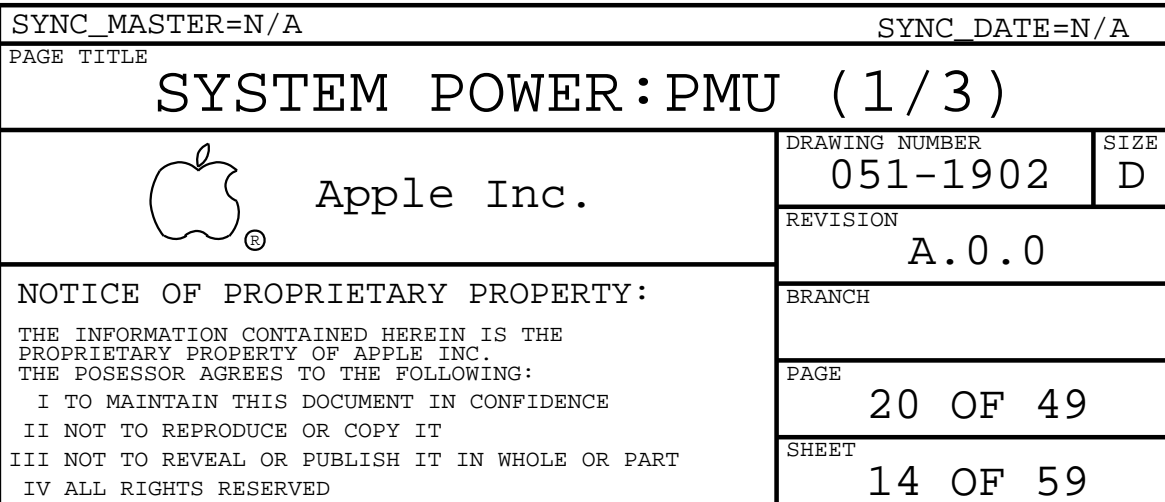 SYNC_MASTER=N/A
SYNC_DATE=N/A
PAGE TITLE
SYSTEM POWER:PMU (1/3)
Apple Inc.
®
DRAWING NUMBER
051-1902
SIZE
D
REVISION
A.0.0
NOTICE OF PROPRIETARY PROPERTY:
BRANCH
THE INFORMATION CONTAINED HEREIN IS THE
PROPRIETARY PROPERTY OF APPLE INC.
THE POSESSOR AGREES TO THE FOLLOWING:
I TO MAINTAIN THIS DOCUMENT IN CONFIDENCE
II NOT TO REPRODUCE OR COPY IT
III NOT TO REVEAL OR PUBLISH IT IN WHOLE OR PART
IV ALL RIGHTS RESERVED
PAGE
20 OF 49
SHEET
14 OF 59